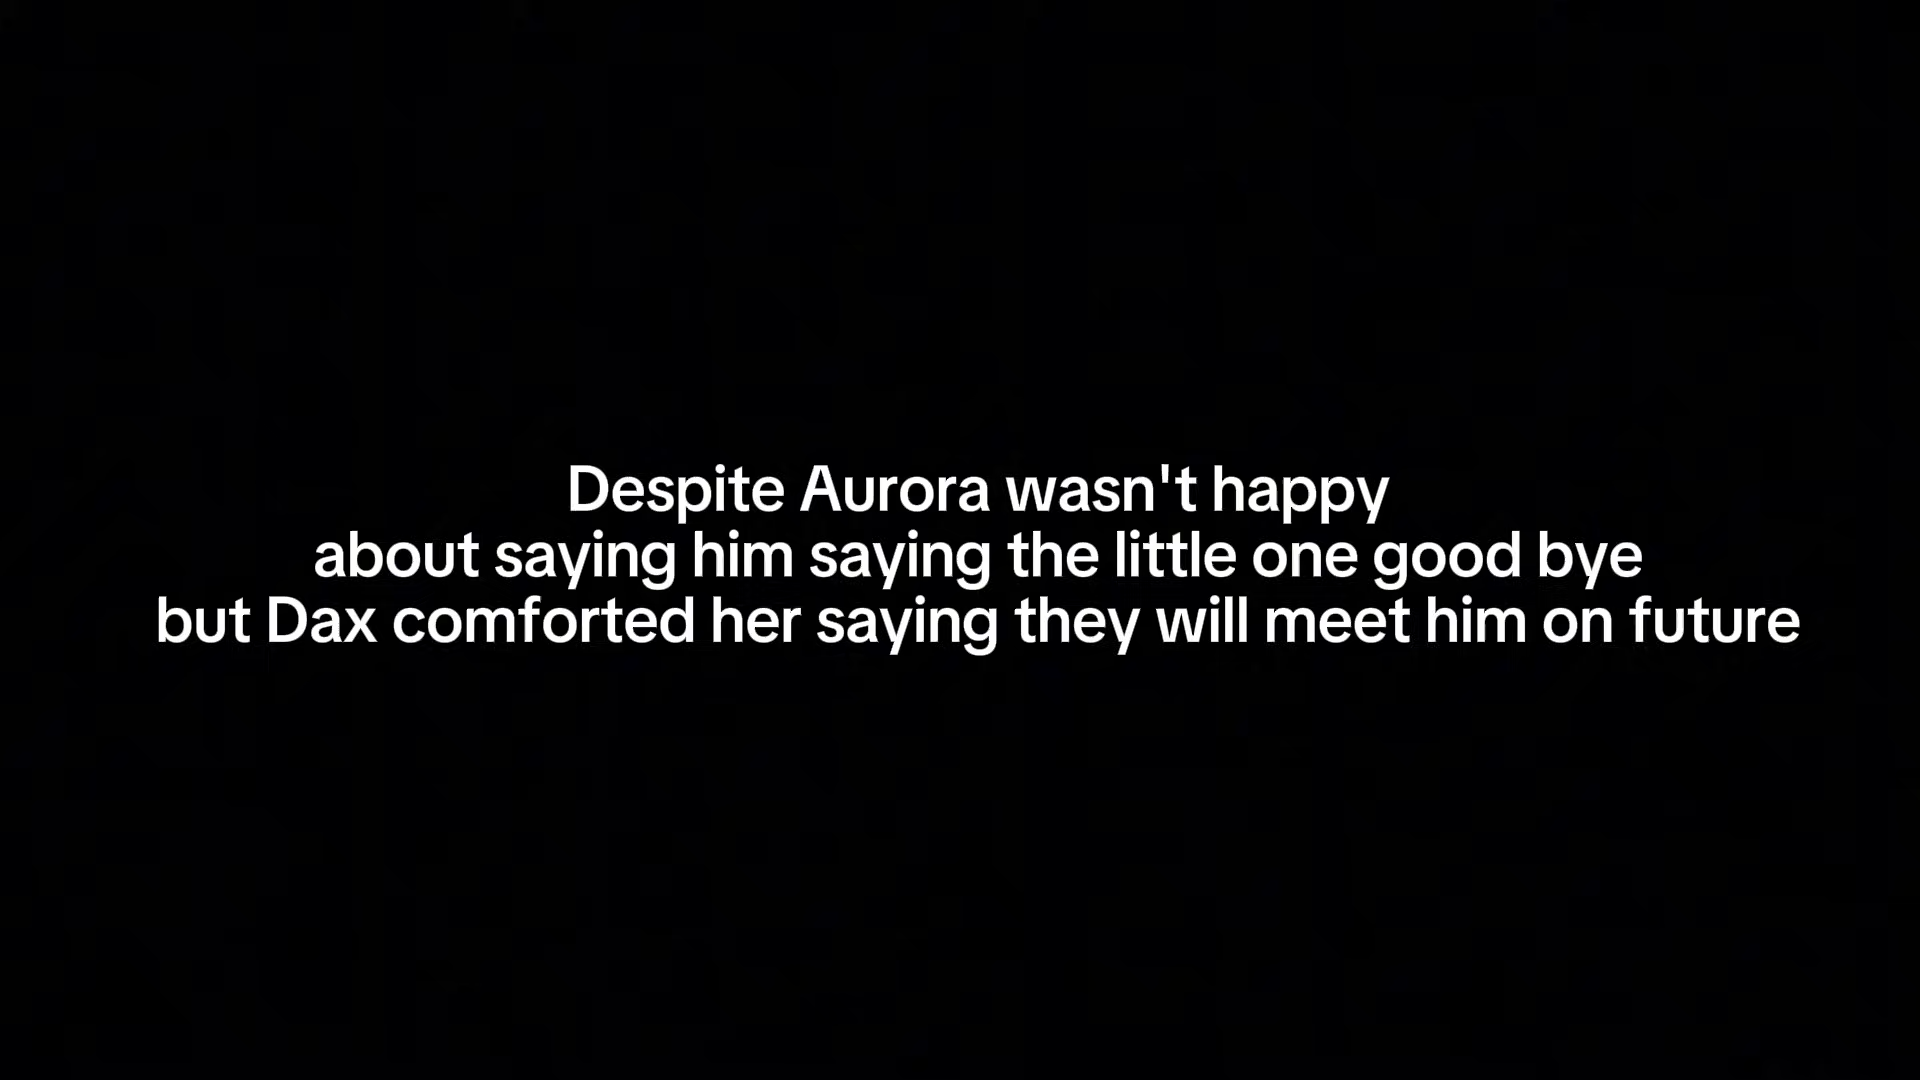 Despite Aurora wasn't happy
about saying him saying the little one good bye
but Dax comforted her saying they will meet him on future